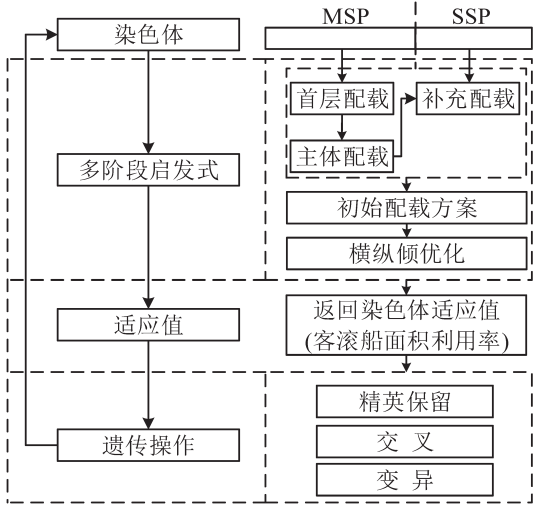 MSP
SSP
染色体
首层配载
补充配载
主体配载
多阶段启发式
初始配载方案
横纵倾优化
返回染色体适应值
(客滚船面积利用率)
适应值
精英保留
遗传操作
交叉
变异